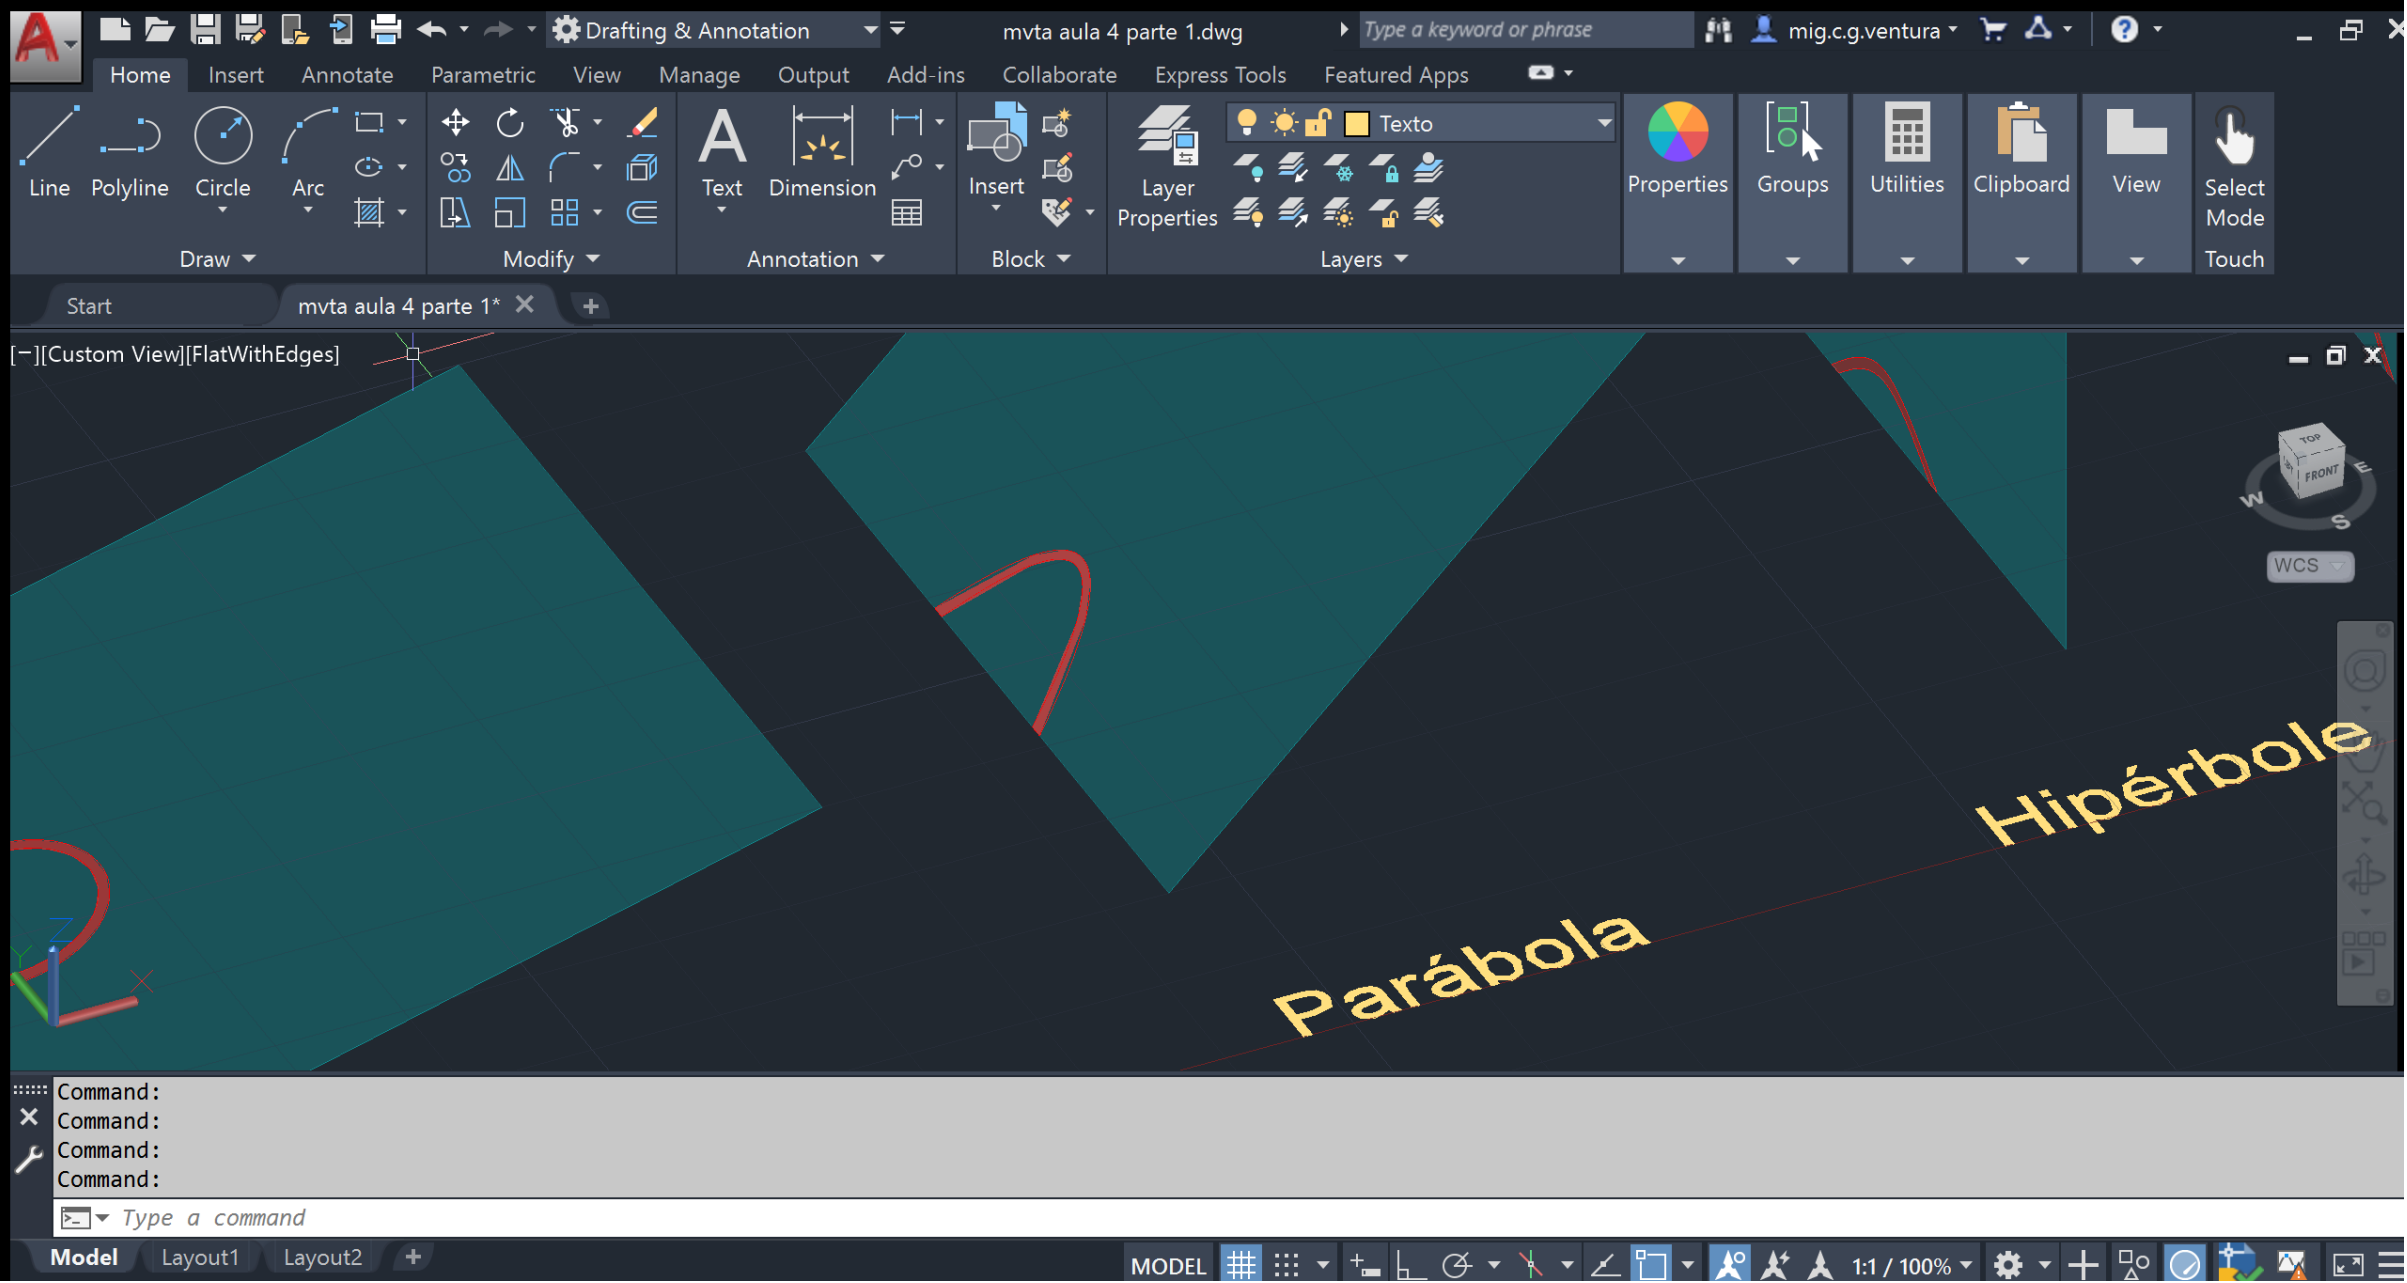 Drafting & Annotation
mvta aula 4 parte 1.dwg
Type a keyword or phrase
mig.c.g.ventura
Home Insert Annotate Parametric View Manage Output Add-ins Collaborate Express Tools Featured Apps
Texto
Line Polyline Circle Arc
Text Dimension
Insert
Layer Properties
Properties Groups Utilities Clipboard View
Select Mode
Draw Modify Annotation Block Layers Touch
Start mvta aula 4 parte 1*
[−][Custom View][FlatWithEdges]
TOP
FRONT
W
S
E
WCS
Hipérbole
Parábola
Z
Y
X
Command:
Command:
Command:
Command:
Type a command
Model Layout1 Layout2
MODEL
1:1 / 100%